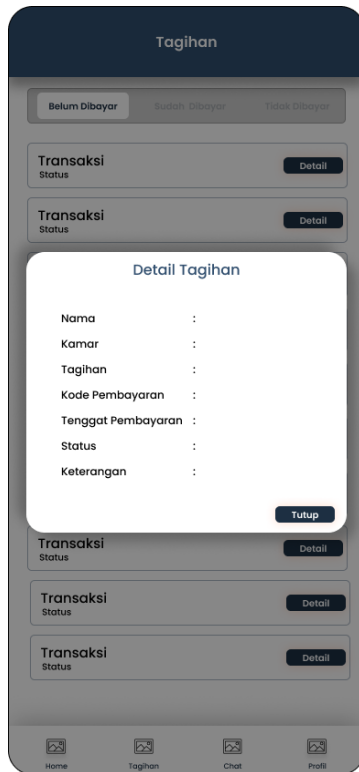 Tagihan
Belum Dibayar Sudah Dibayar Tidak Dibayar
Transaksi
Status
Detail
Transaksi
Status
Detail
Detail Tagihan
Nama :
Kamar :
Tagihan :
Kode Pembayaran :
Tenggat Pembayaran :
Status :
Keterangan :
Tutup
Transaksi
Status
Detail
Transaksi
Status
Detail
Transaksi
Status
Detail
Home Tagihan Chat Profil